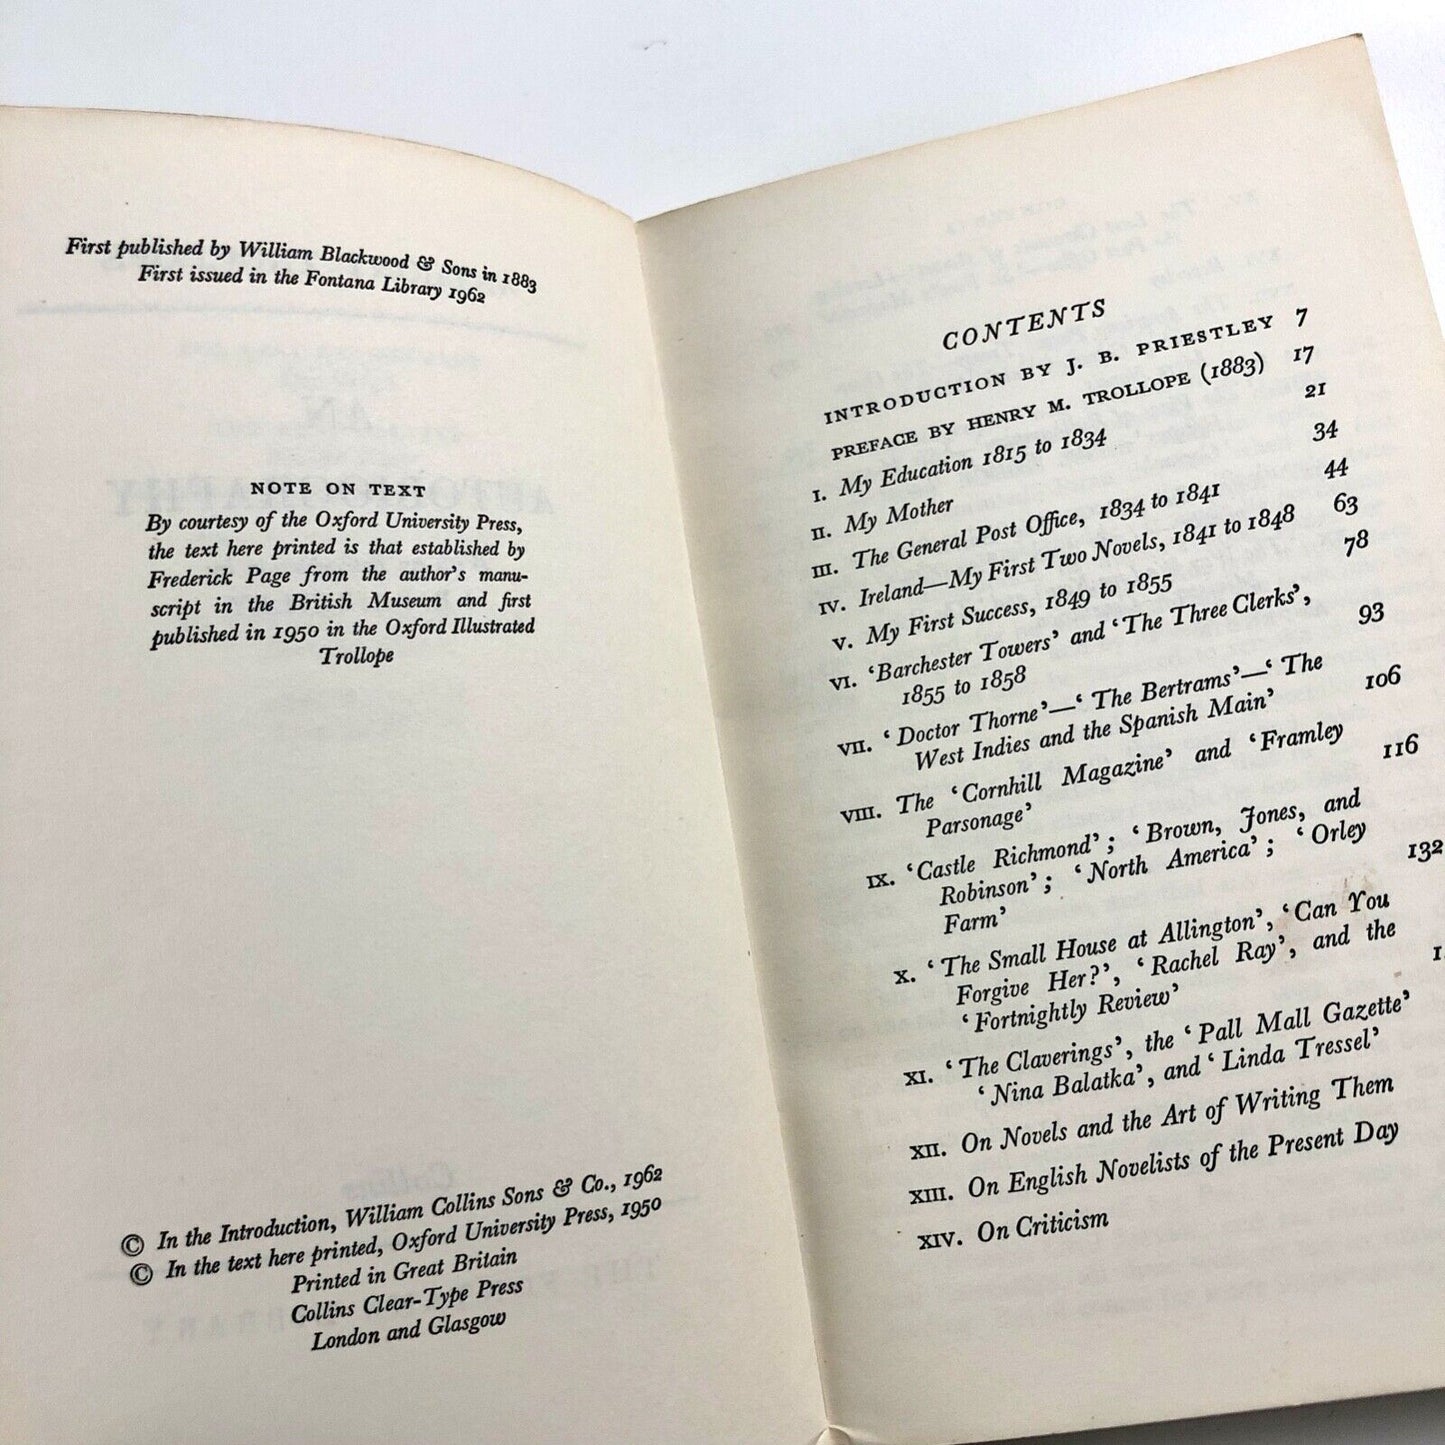 First published by William Blackwood & Sons in 1883
First issued in the Fontana Library 1962
NOTE ON TEXT
By courtesy of the Oxford University Press,
the text here printed is that established by
Frederick Page from the author's manu-
script in the British Museum and first
published in 1950 in the Oxford Illustrated
Trollope
© In the Introduction, William Collins Sons & Co., 1962
© In the text here printed, Oxford University Press, 1950
Printed in Great Britain
Collins Clear-Type Press
London and Glasgow
CONTENTS
INTRODUCTION BY J. B. PRIESTLEY 7
PREFACE BY HENRY M. TROLLOPE (1883) 17
I. My Education 1815 to 1834 21
II. My Mother 34
III. The General Post Office, 1834 to 1841 44
IV. Ireland—My First Two Novels, 1841 to 1848 63
V. My First Success, 1849 to 1855 78
VI. 'Barchester Towers' and 'The Three Clerks',
1855 to 1858 93
VII. 'Doctor Thorne'—'The Bertrams'—'The
West Indies and the Spanish Main' 106
VIII. The 'Cornhill Magazine' and 'Framley
Parsonage' 116
IX. 'Castle Richmond'; 'Brown, Jones, and
Robinson'; 'North America'; 'Orley
Farm' 132
X. 'The Small House at Allington', 'Can You
Forgive Her?', 'Rachel Ray', and the
'Fortnightly Review'
XI. 'The Claverings', the 'Pall Mall Gazette'
'Nina Balatka', and 'Linda Tressel'
XII. On Novels and the Art of Writing Them
XIII. On English Novelists of the Present Day
XIV. On Criticism